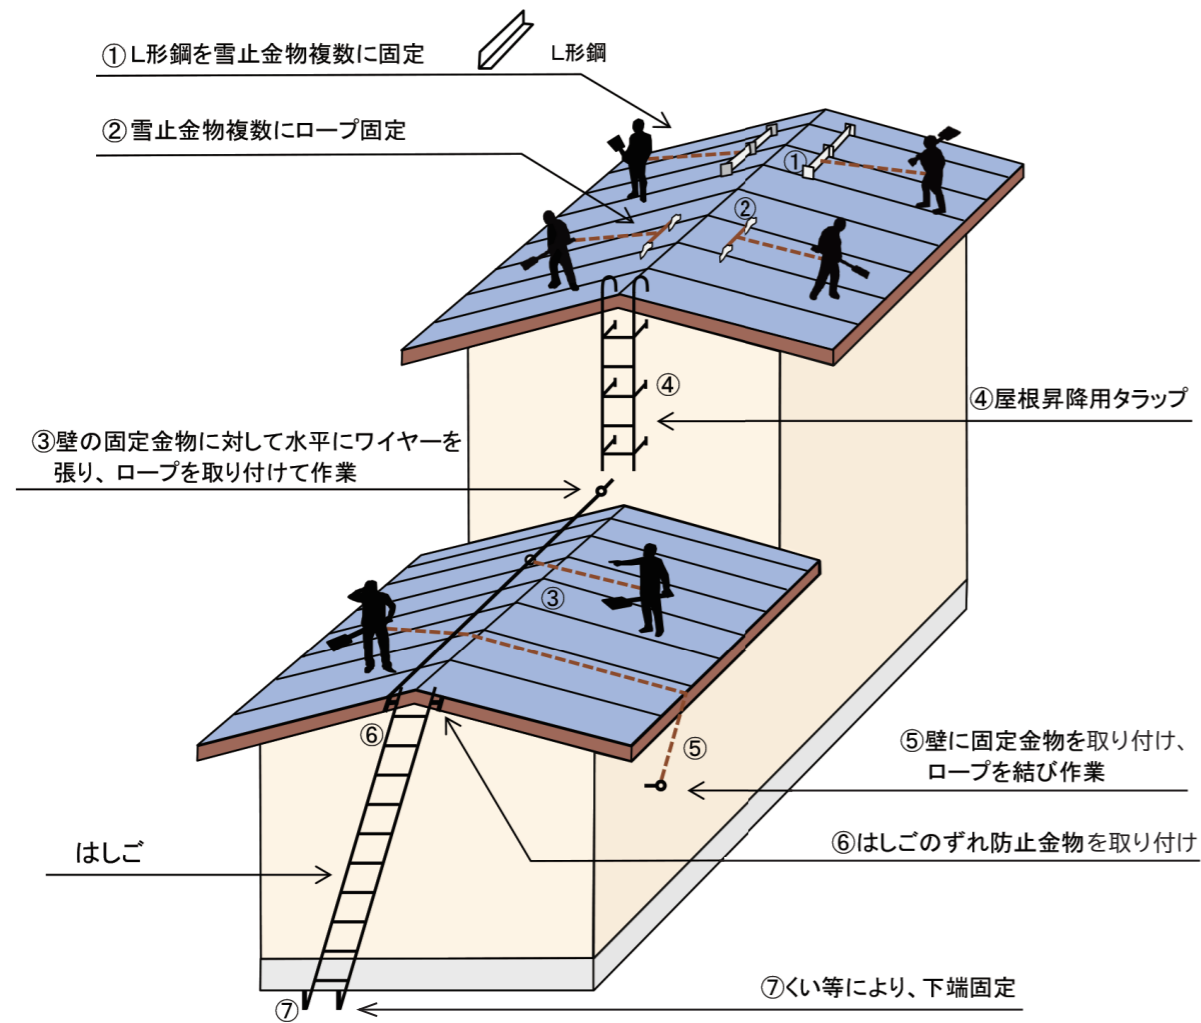 ①L形鋼を雪止金物複数に固定
L形鋼
②雪止金物複数にロープ固定
①
②
④
④屋根昇降用タラップ
③壁の固定金物に対して水平にワイヤーを
張り、ロープを取り付けて作業
③
⑥
⑤
⑤壁に固定金物を取り付け、
ロープを結び作業
⑥はしごのずれ防止金物を取り付け
はしご
⑦
⑦くい等により、下端固定